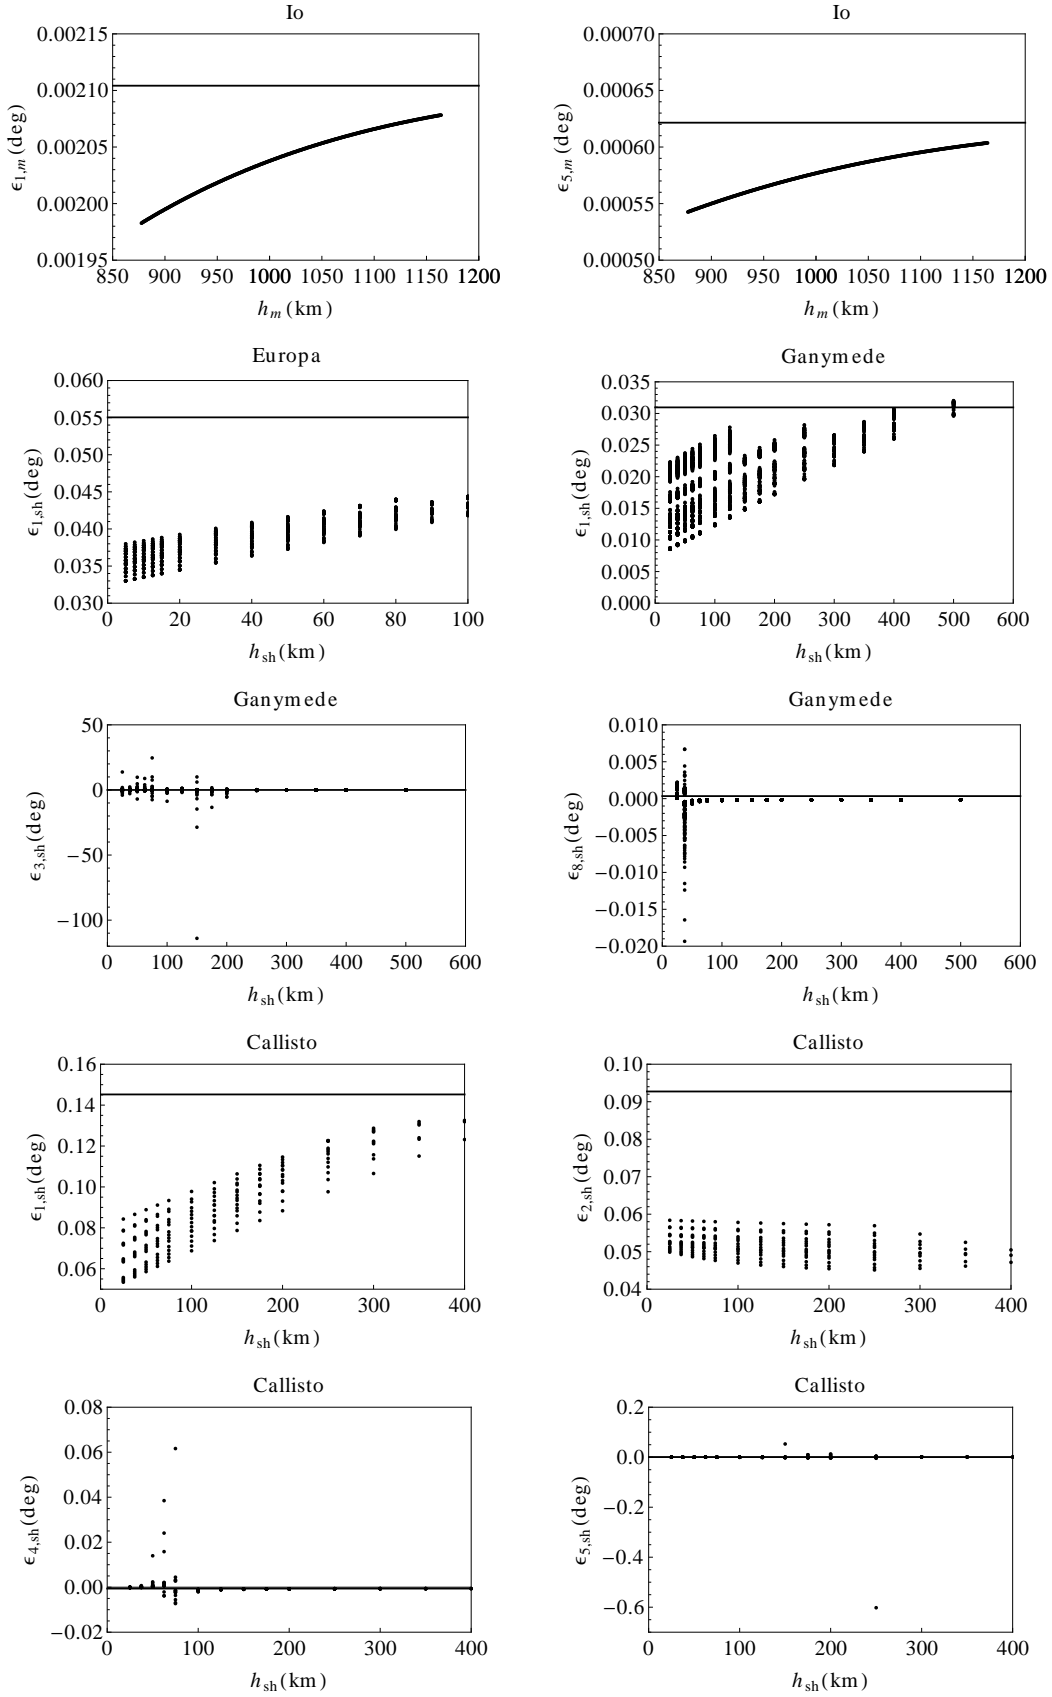 Io
0.00215
0.00210
0.00205
0.00200
0.00195
850 900 950 1000 1050 1100 1150 1200
ϵ1,m (deg)
hm (km)
Io
0.00070
0.00065
0.00060
0.00055
0.00050
850 900 950 1000 1050 1100 1150 1200
ϵ5,m (deg)
hm (km)
Europa
0.060
0.055
0.050
0.045
0.040
0.035
0.030
0 20 40 60 80 100
ϵ1,sh (deg)
hsh (km)
Ganymede
0.035
0.030
0.025
0.020
0.015
0.010
0.005
0.000
0 100 200 300 400 500 600
ϵ1,sh (deg)
hsh (km)
Ganymede
50
0
−50
−100
0 100 200 300 400 500 600
ϵ3,sh (deg)
hsh (km)
Ganymede
0.010
0.005
0.000
−0.005
−0.010
−0.015
−0.020
0 100 200 300 400 500 600
ϵ8,sh (deg)
hsh (km)
Callisto
0.16
0.14
0.12
0.10
0.08
0.06
0 100 200 300 400
ϵ1,sh (deg)
hsh (km)
Callisto
0.10
0.09
0.08
0.07
0.06
0.05
0.04
0 100 200 300 400
ϵ2,sh (deg)
hsh (km)
Callisto
0.08
0.06
0.04
0.02
0.00
−0.02
0 100 200 300 400
ϵ4,sh (deg)
hsh (km)
Callisto
0.2
0.0
−0.2
−0.4
−0.6
0 100 200 300 400
ϵ5,sh (deg)
hsh (km)